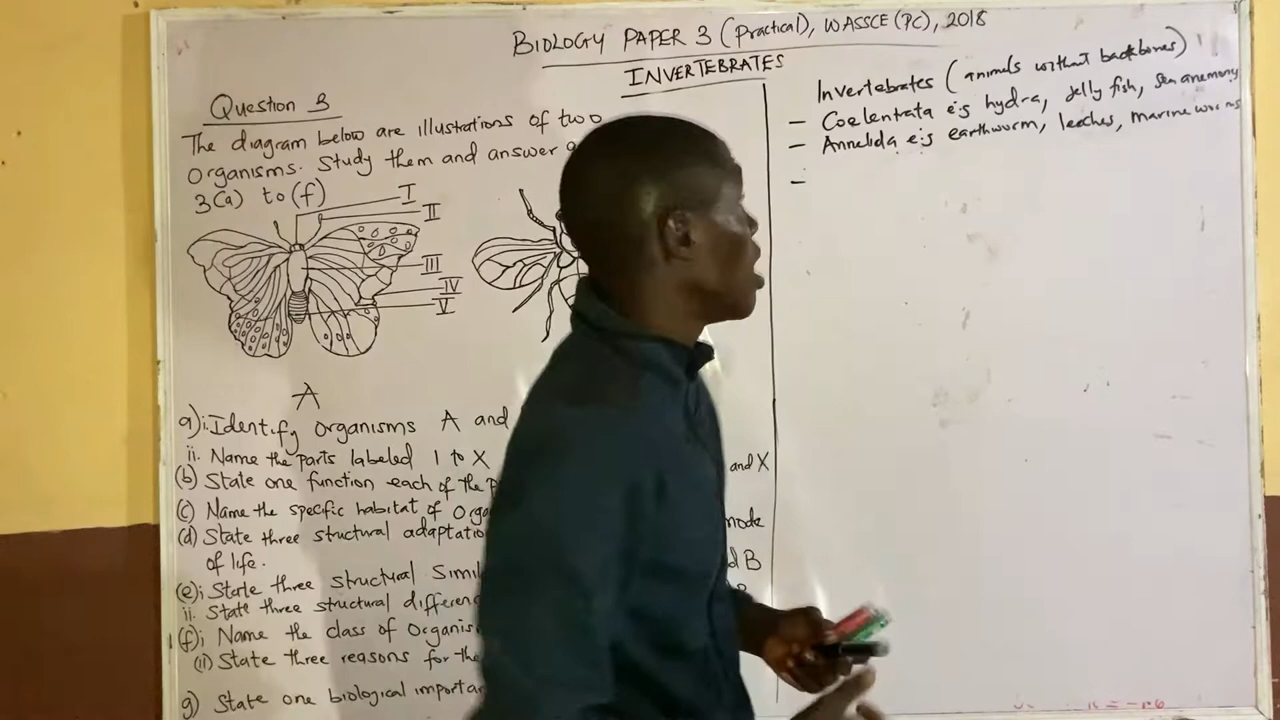 BIOLOGY PAPER 3 (Practical), WASSCE (PC), 2018
INVERTEBRATES
Question 3
The diagram below are illustrations of two
organisms. Study them and answer
3(a) to (f)
I
II
III
IV
V
A
a)i. Identify organisms A and
ii. Name the parts labeled I to X
(b) State one function each of the p
and X
(c) Name the specific habitat of Orga
(d) State three structural adaptatio
mode
of life.
(e)i State three structural Simil
d B
ii. State three structural differenc
(f)i Name the class of Organis
(ii) State three reasons for the
g) State one biological importan
Invertebrates (animals without backbones)
- Coelentrata e.g hydra, Jelly fish, Sea anemony
- Annelida e.g earthworm, leeches, marine worms
-